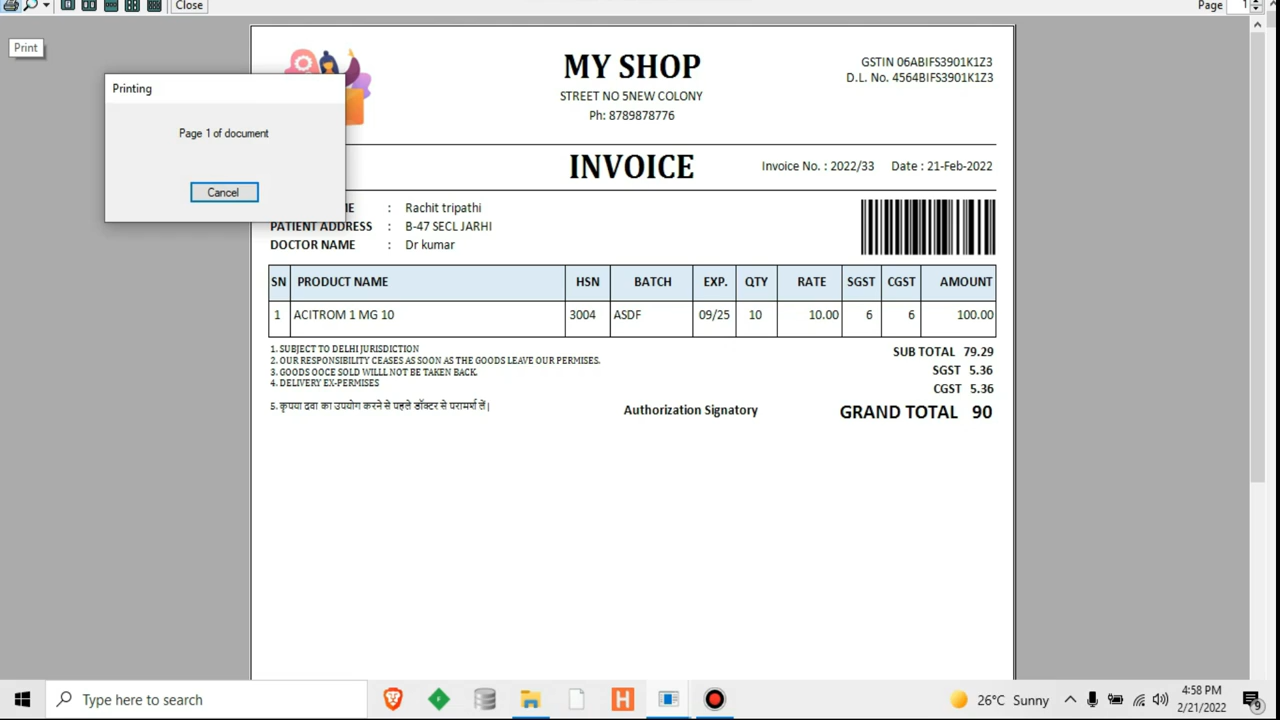 Close
Page 1
Print
MY SHOP
GSTIN 06ABIFS3901K1Z3
D.L. No. 4564BIFS3901K1Z3
STREET NO 5NEW COLONY
Ph: 8789878776
Printing
Page 1 of document
Cancel
INVOICE
Invoice No. : 2022/33 Date : 21-Feb-2022
: Rachit tripathi
PATIENT ADDRESS : B-47 SECL JARHI
DOCTOR NAME : Dr kumar
SN PRODUCT NAME HSN BATCH EXP. QTY RATE SGST CGST AMOUNT
1 ACITROM 1 MG 10 3004 ASDF 09/25 10 10.00 6 6 100.00
1. SUBJECT TO DELHI JURISDICTION
2. OUR RESPONSIBILITY CEASES AS SOON AS THE GOODS LEAVE OUR PERMISES.
3. GOODS OOCE SOLD WILLL NOT BE TAKEN BACK.
4. DELIVERY EX-PERMISES
5. कृपया दवा का उपयोग करने से पहले डॉक्टर से परामर्श लें|
SUB TOTAL 79.29
SGST 5.36
CGST 5.36
Authorization Signatory
GRAND TOTAL 90
Type here to search
H
26°C Sunny
4:58 PM
2/21/2022
9